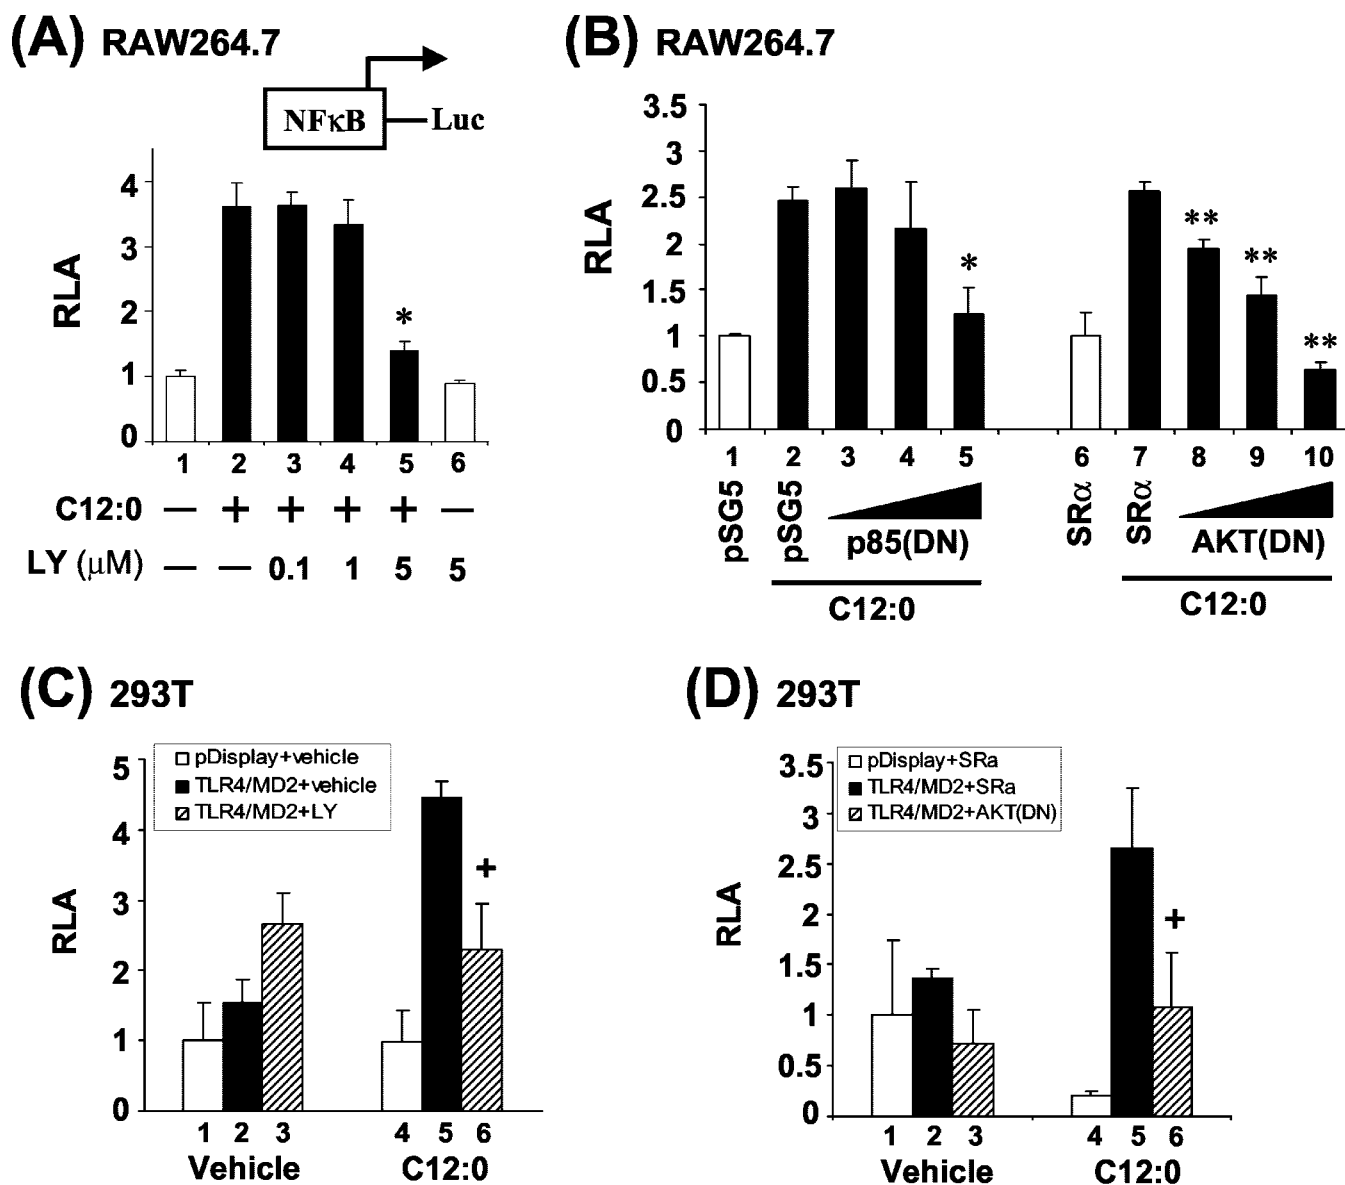 (A) RAW264.7
NFκB
Luc
RLA
4
3
2
1
0
*
1 2 3 4 5 6
C12:0 — + + + + —
LY (μM) — — 0.1 1 5 5
(B) RAW264.7
RLA
3.5
3
2.5
2
1.5
1
0.5
0
*
**
**
**
1 2 3 4 5 6 7 8 9 10
pSG5
pSG5
p85(DN)
SRα
SRα
AKT(DN)
C12:0
C12:0
(C) 293T
pDisplay+vehicle
TLR4/MD2+vehicle
TLR4/MD2+LY
RLA
5
4
3
2
1
0
+
1 2 3 4 5 6
Vehicle C12:0
(D) 293T
pDisplay+SRa
TLR4/MD2+SRa
TLR4/MD2+AKT(DN)
RLA
3.5
3
2.5
2
1.5
1
0.5
0
+
1 2 3 4 5 6
Vehicle C12:0